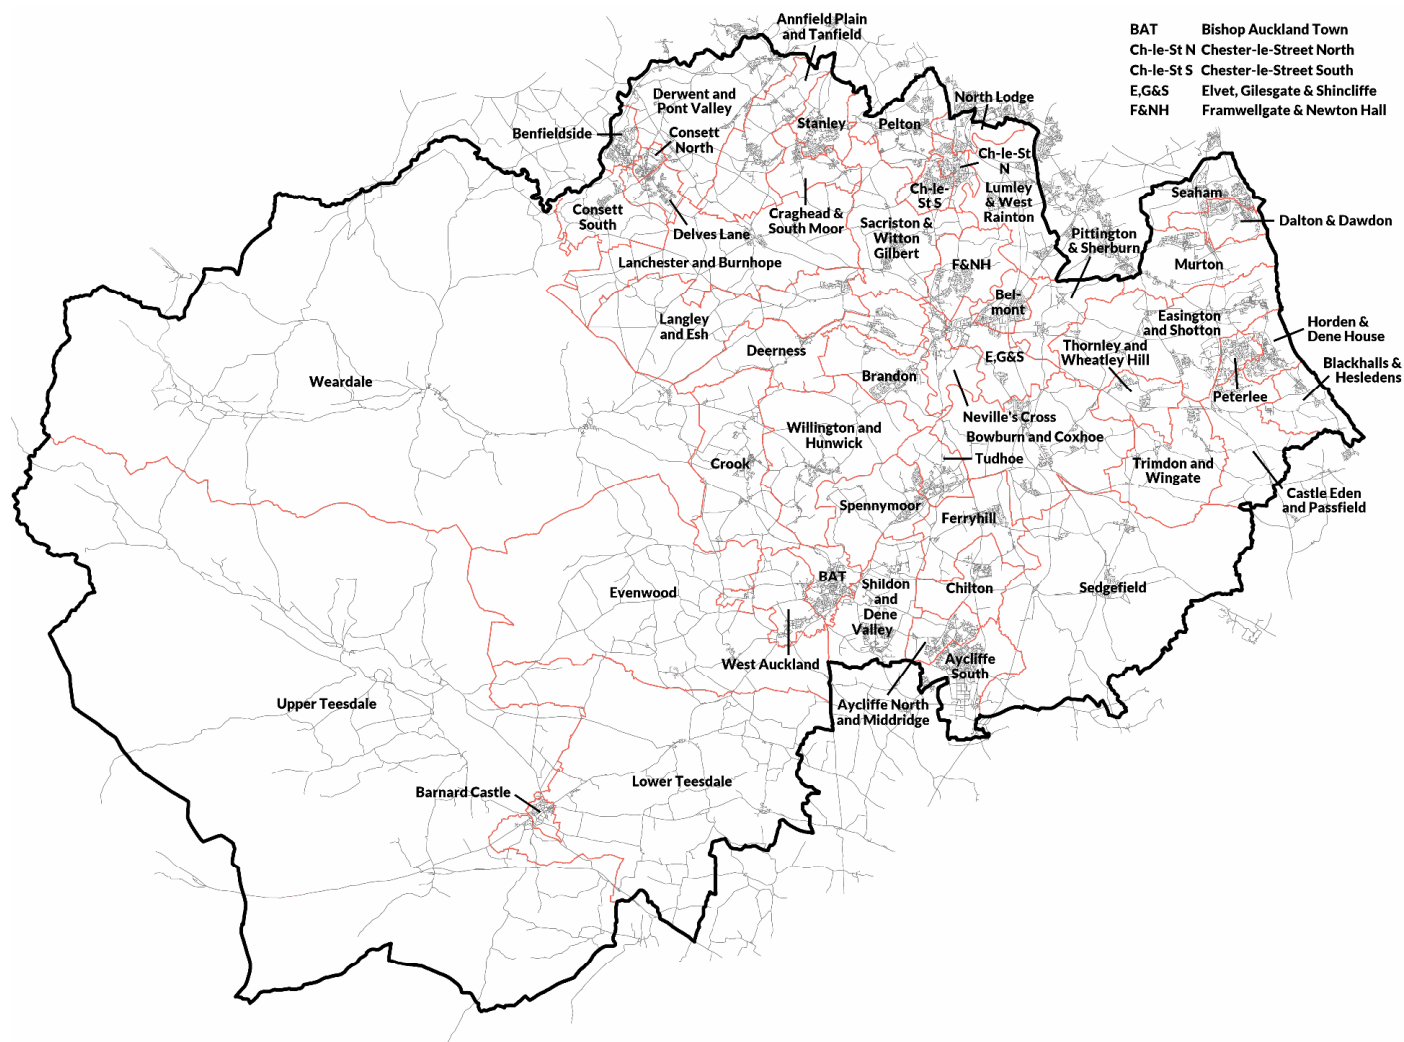 Annfield Plain
and Tanfield
BAT Bishop Auckland Town
Ch-le-St N Chester-le-Street North
Ch-le-St S Chester-le-Street South
E,G&S Elvet, Gilesgate & Shincliffe
F&NH Framwellgate & Newton Hall
Derwent and
Pont Valley
North Lodge
Benfieldside
Consett
North
Stanley
Pelton
Ch-le-St
N
Ch-le-
St S
Lumley
& West
Rainton
Seaham
Consett
South
Delves Lane
Craghead &
South Moor
Sacriston &
Witton
Gilbert
Pittington
& Sherburn
Dalton & Dawdon
Lanchester and Burnhope
F&NH
Murton
Bel-
mont
Langley
and Esh
Easington
and Shotton
Horden &
Dene House
Deerness
E,G&S
Thornley and
Wheatley Hill
Blackhalls &
Hesledens
Weardale
Brandon
Peterlee
Neville's Cross
Willington and
Hunwick
Bowburn and Coxhoe
Crook
Tudhoe
Trimdon and
Wingate
Castle Eden
and Passfield
Spennymoor
Ferryhill
BAT
Evenwood
Shildon
and
Dene
Valley
Chilton
Sedgefield
West Auckland
Aycliffe
South
Upper Teesdale
Aycliffe North
and Middridge
Lower Teesdale
Barnard Castle